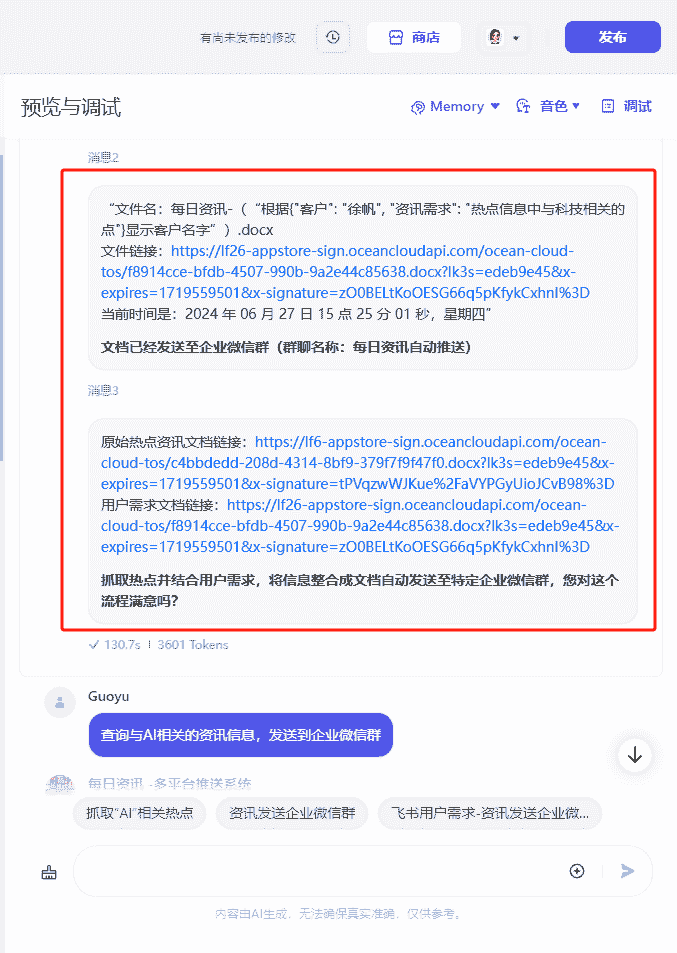 有尚未发布的修改
商店
发布
预览与调试
Memory
音色
调试
消息2
“文件名：每日资讯-（“根据{"客户": "徐帆", "资讯需求": "热点信息中与科技相关的
点"}显示客户名字”）.docx
文件链接：https://lf26-appstore-sign.oceancloudapi.com/ocean-cloud-
tos/f8914cce-bfdb-4507-990b-9a2e44c85638.docx?lk3s=edeb9e45&x-
expires=1719559501&x-signature=zO0BELtKoOESG66q5pKfykCxhnI%3D
当前时间是：2024 年 06 月 27 日 15 点 25 分 01 秒，星期四”
文档已经发送至企业微信群（群聊名称：每日资讯自动推送）
消息3
原始热点资讯文档链接：https://lf6-appstore-sign.oceancloudapi.com/ocean-
cloud-tos/c4bbdedd-208d-4314-8bf9-379f7f9f47f0.docx?lk3s=edeb9e45&x-
expires=1719559501&x-signature=tPVqzwWJKue%2FaVYPGyUioJCvB98%3D
用户需求文档链接：https://lf26-appstore-sign.oceancloudapi.com/ocean-
cloud-tos/f8914cce-bfdb-4507-990b-9a2e44c85638.docx?lk3s=edeb9e45&x-
expires=1719559501&x-signature=zO0BELtKoOESG66q5pKfykCxhnI%3D
抓取热点并结合用户需求，将信息整合成文档自动发送至特定企业微信群，您对这个
流程满意吗？
130.7s | 3601 Tokens
Guoyu
查询与AI相关的资讯信息，发送到企业微信群
每日资讯 -多平台推送系统
抓取“AI”相关热点
资讯发送企业微信群
飞书用户需求-资讯发送企业微...
内容由AI生成，无法确保真实准确，仅供参考。